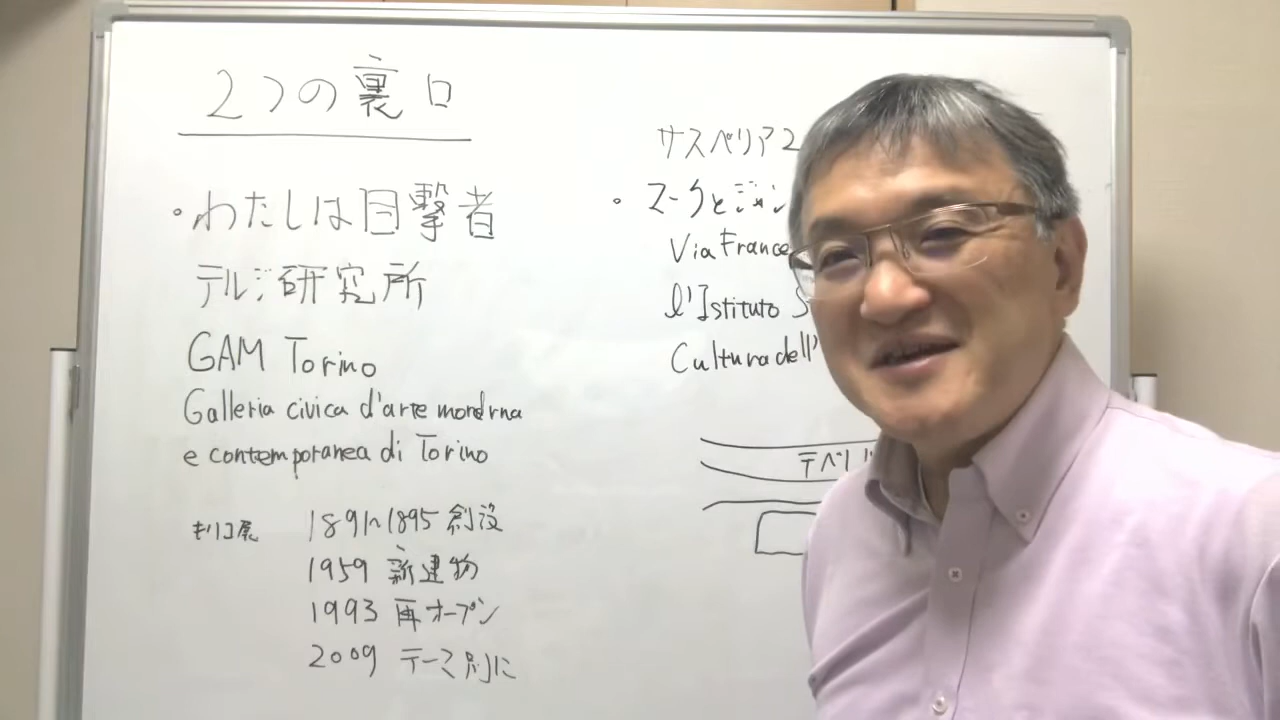 2つの裏口
・わたしは目撃者
テルジ研究所
GAM Torino
Galleria civica d'arte mordrna
e contemporanea di Torino
キリコ展 1891~1895 創設
1959 新建物
1993 再オープン
2009 テーマ別に
サスペリア2
・マークとジャン
Via France
l'Istituto S
Cultura dell'
テベリ